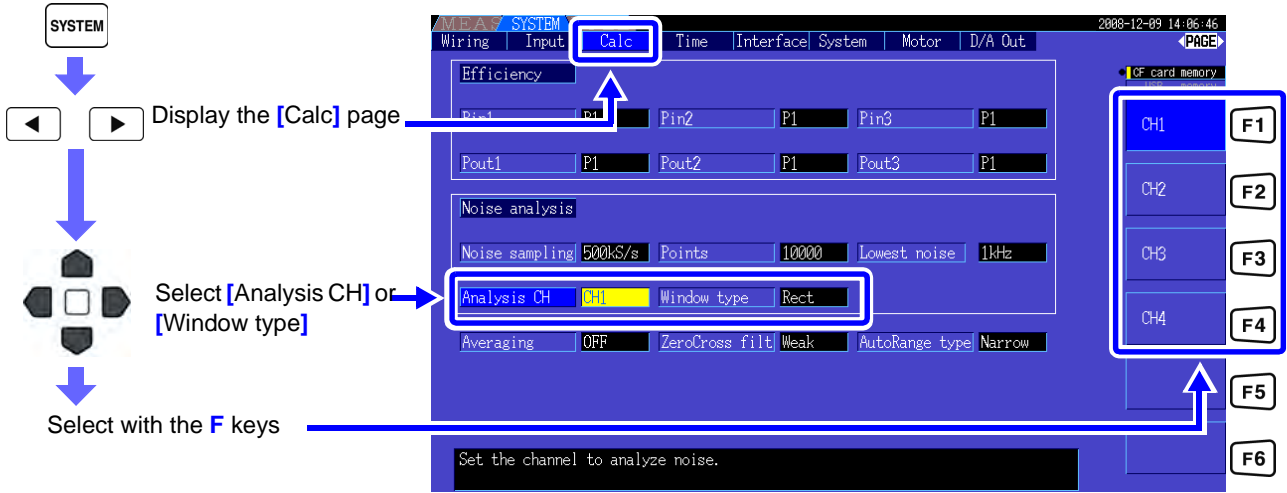 SYSTEM
Display the [Calc] page
Select [Analysis CH] or
[Window type]
Select with the F keys
MEAS SYSTEM 2008-12-09 14:06:46
Wiring Input Calc Time Interface System Motor D/A Out PAGE
CF card memory
Efficiency
Pin1 P1 Pin2 P1 Pin3 P1
Pout1 P1 Pout2 P1 Pout3 P1
Noise analysis
Noise sampling 500kS/s Points 10000 Lowest noise 1kHz
Analysis CH CH1 Window type Rect
Averaging OFF ZeroCross filt Weak AutoRange type Narrow
Set the channel to analyze noise.
CH1 F1
CH2 F2
CH3 F3
CH4 F4
F5
F6